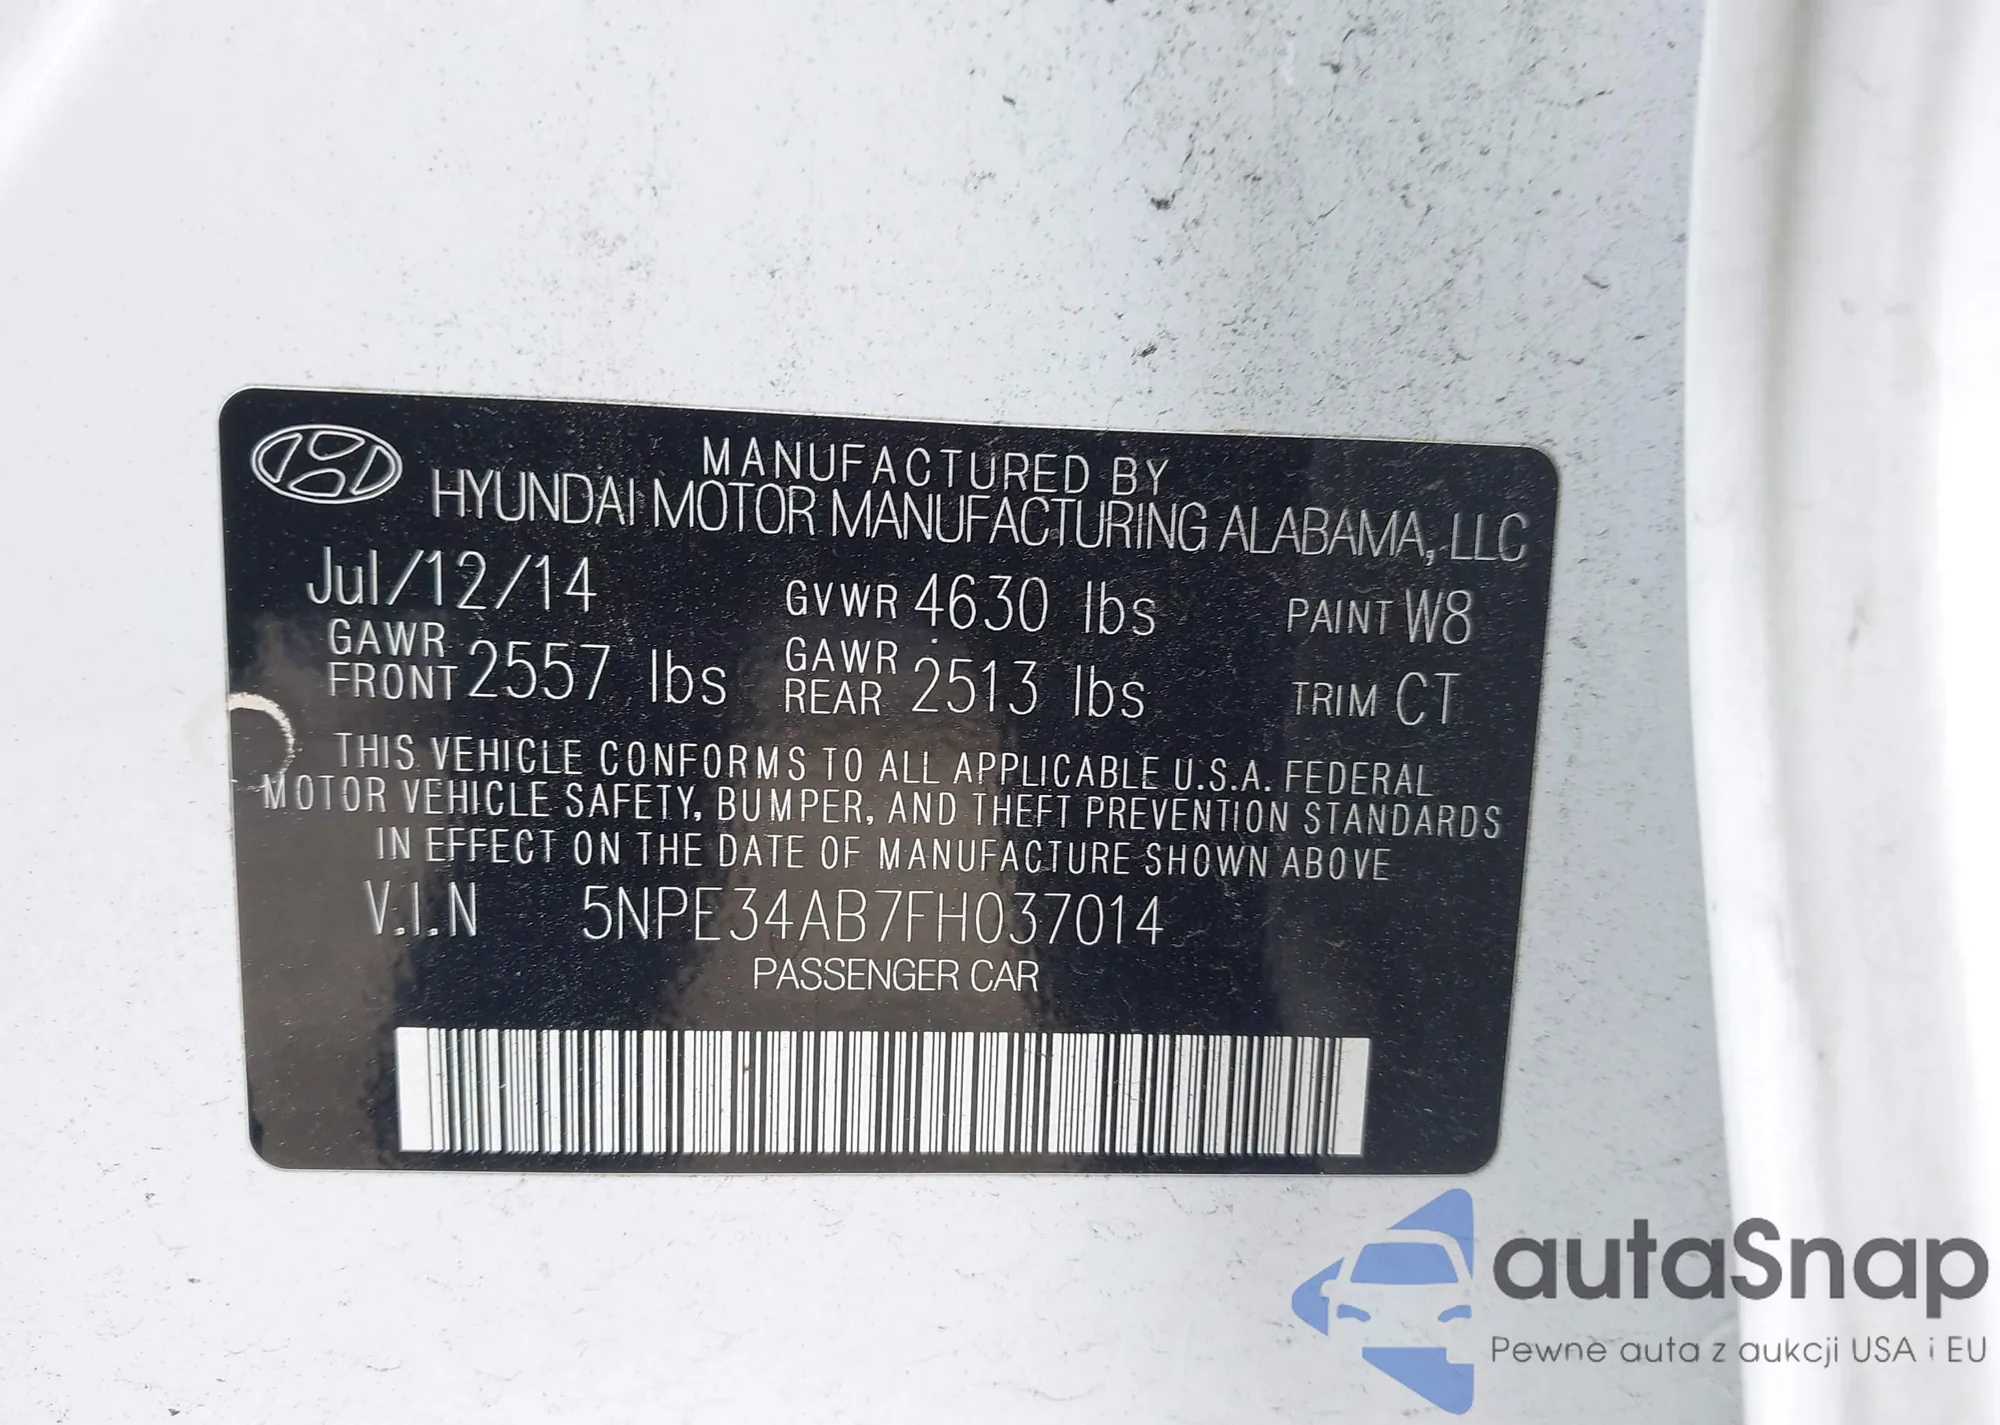 MANUFACTURED BY
HYUNDAI MOTOR MANUFACTURING ALABAMA, LLC
Jul/12/14 GVWR 4630 lbs PAINT W8
GAWR FRONT 2557 lbs GAWR REAR 2513 lbs TRIM CT
THIS VEHICLE CONFORMS TO ALL APPLICABLE U.S.A. FEDERAL
MOTOR VEHICLE SAFETY, BUMPER, AND THEFT PREVENTION STANDARDS
IN EFFECT ON THE DATE OF MANUFACTURE SHOWN ABOVE
V.I.N 5NPE34AB7FH037014
PASSENGER CAR
autaSnap
Pewne auta z aukcji USA i EU